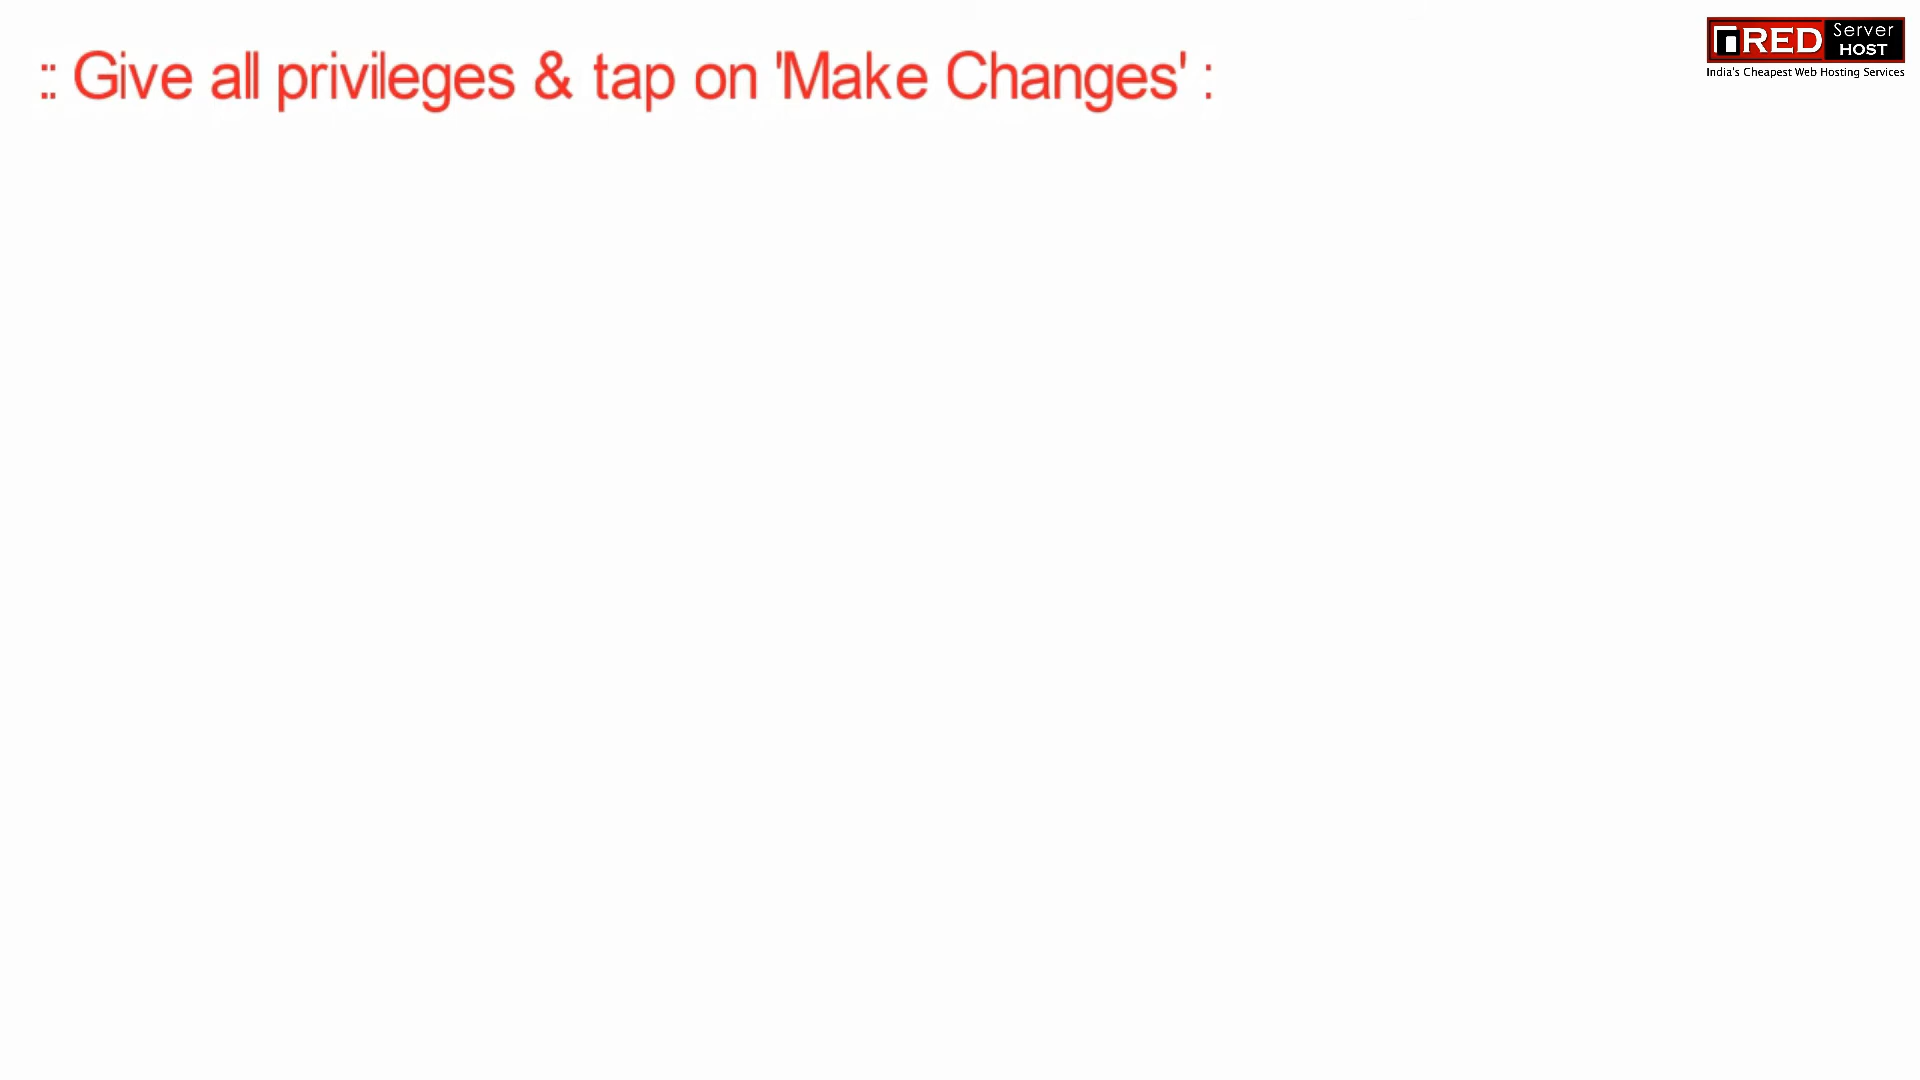 :: Give all privileges & tap on 'Make Changes' :
RED Server HOST
India's Cheapest Web Hosting Services